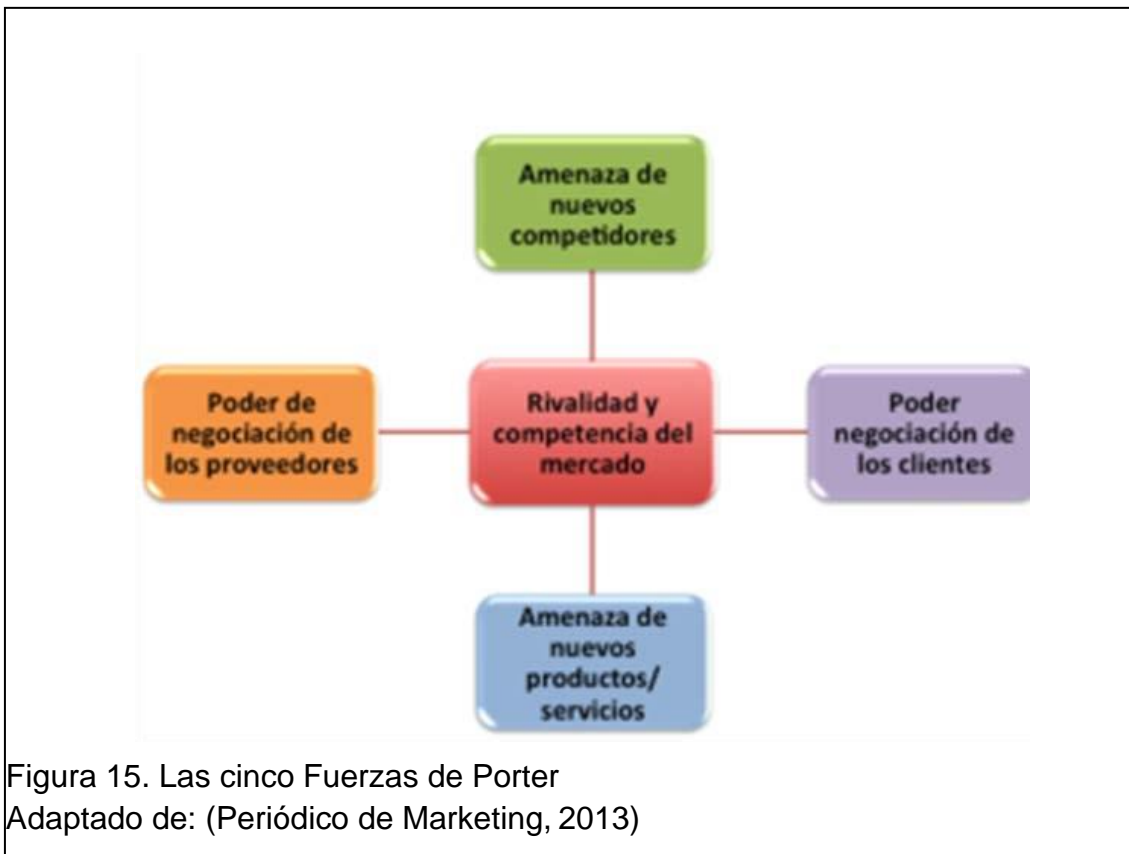 Amenaza de
nuevos
competidores
Poder de
negociación de
los proveedores
Rivalidad y
competencia del
mercado
Poder
negociación de
los clientes
Amenaza de
nuevos
productos/
servicios
Figura 15. Las cinco Fuerzas de Porter
Adaptado de: (Periódico de Marketing, 2013)